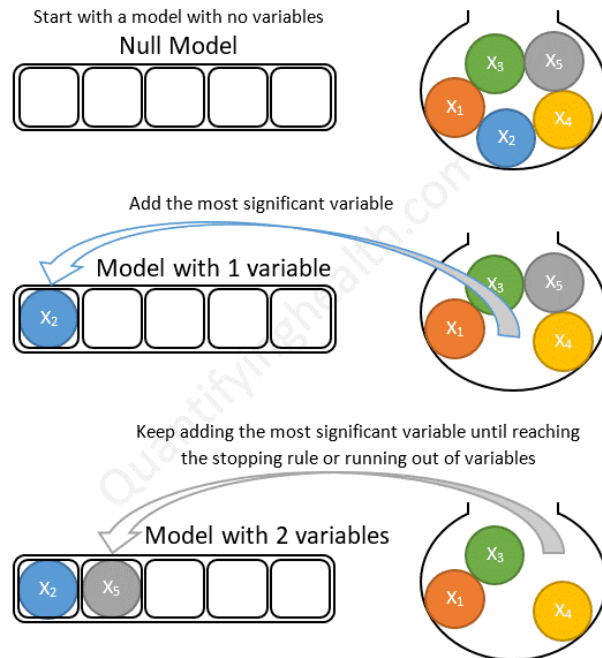 Start with a model with no variables
Null Model
X3
X5
X1
X4
X2
Add the most significant variable
Model with 1 variable
X2
X3
X5
X1
X4
Keep adding the most significant variable until reaching
the stopping rule or running out of variables
Model with 2 variables
X2
X5
X3
X1
X4
Quantifyinghealth.com